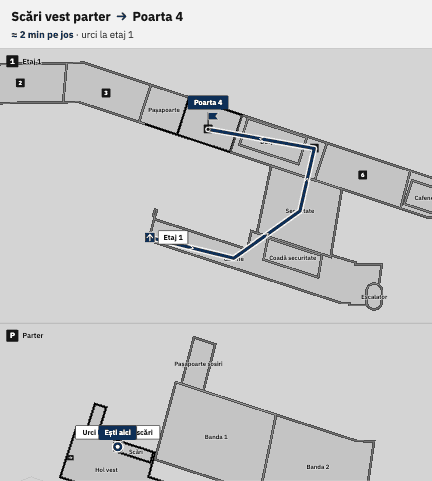 Scări vest parter → Poarta 4
≈ 2 min pe jos · urci la etaj 1
1 Etaj 1
2
3
Pașapoarte
Poarta 4
6
Cafene
Securitate
Etaj 1
Coadă securitate
Escalator
P Parter
Pașapoarte sosiri
Urci
Ești aici
scări
Scări
Hol vest
Banda 1
Banda 2